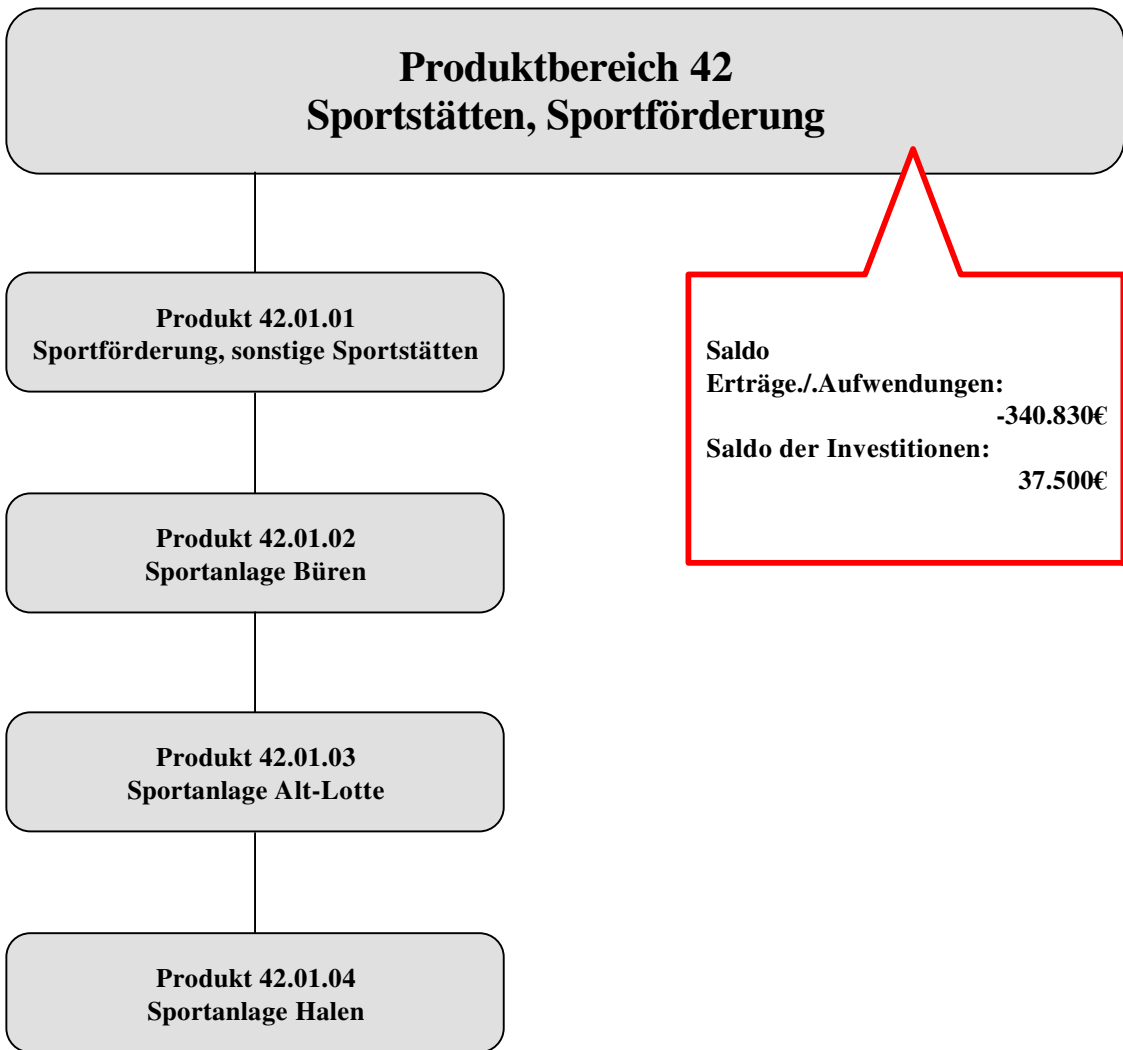 Produktbereich 42
Sportstätten, Sportförderung
Produkt 42.01.01
Sportförderung, sonstige Sportstätten
Saldo
Erträge./.Aufwendungen:
-340.830€
Saldo der Investitionen:
37.500€
Produkt 42.01.02
Sportanlage Büren
Produkt 42.01.03
Sportanlage Alt-Lotte
Produkt 42.01.04
Sportanlage Halen